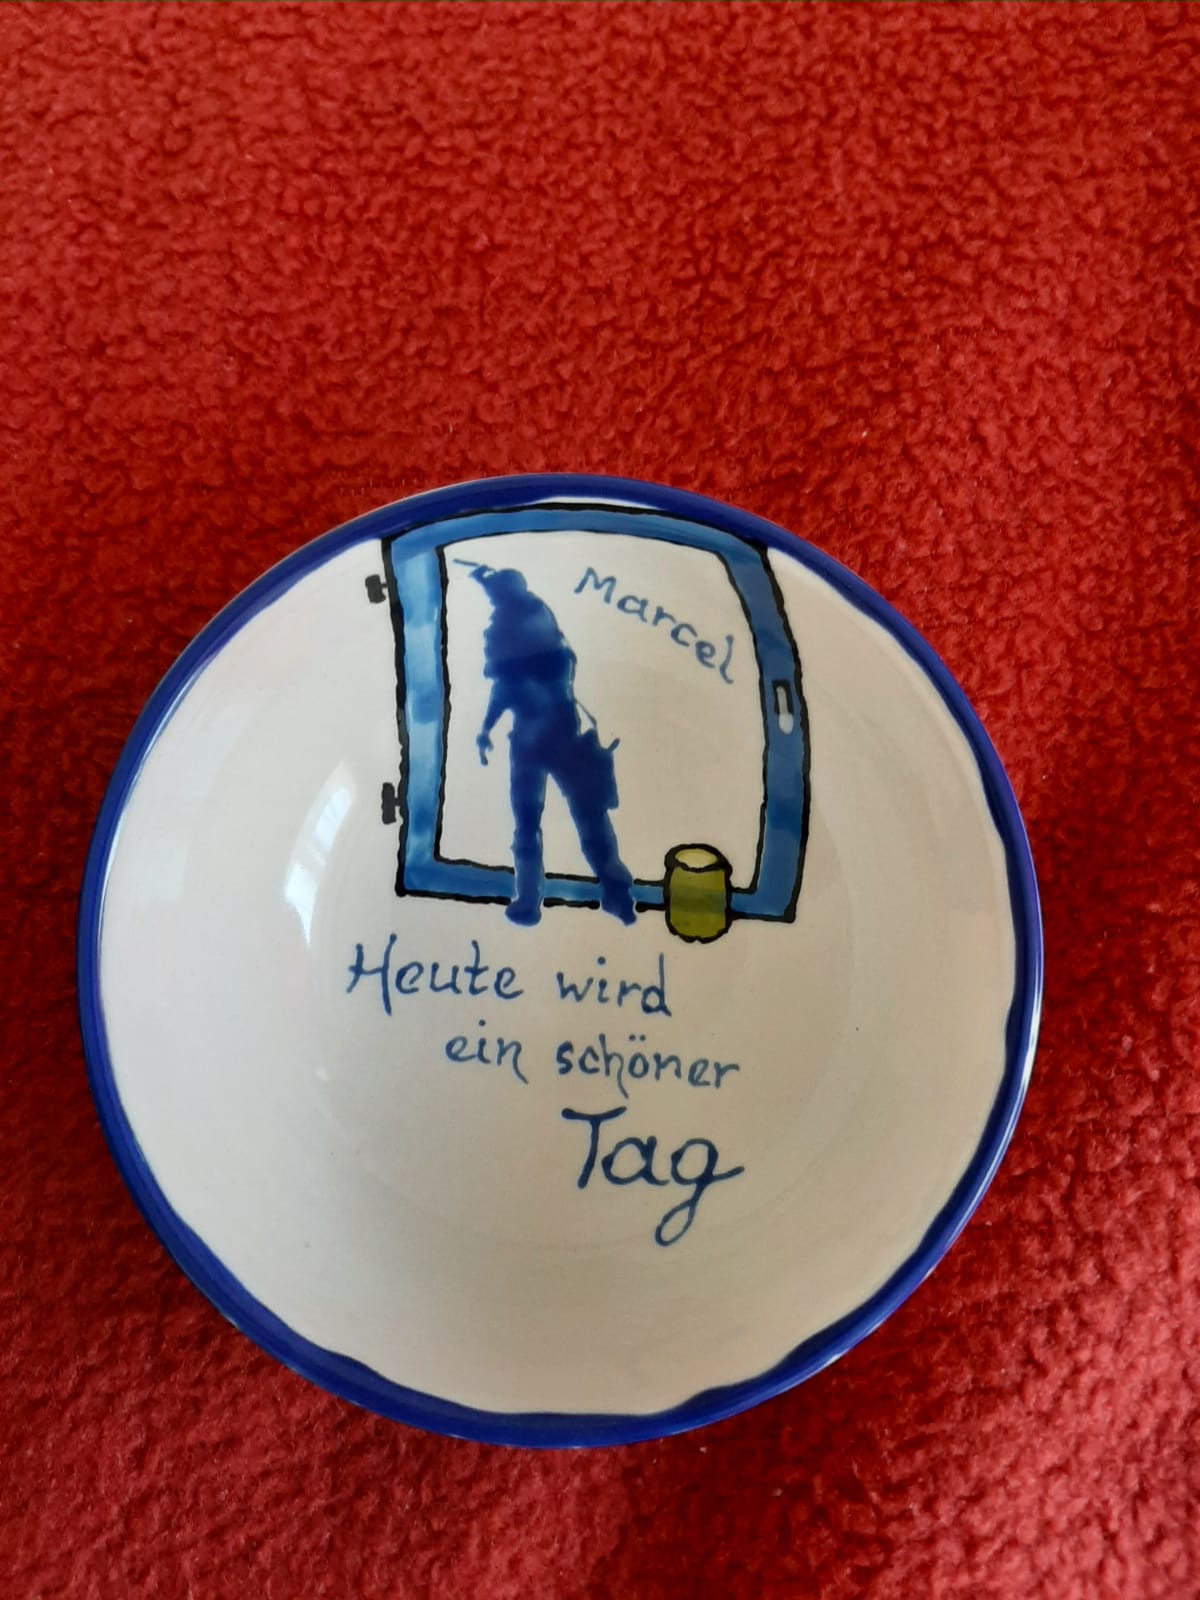 Marcel
Heute wird
ein schöner
Tag